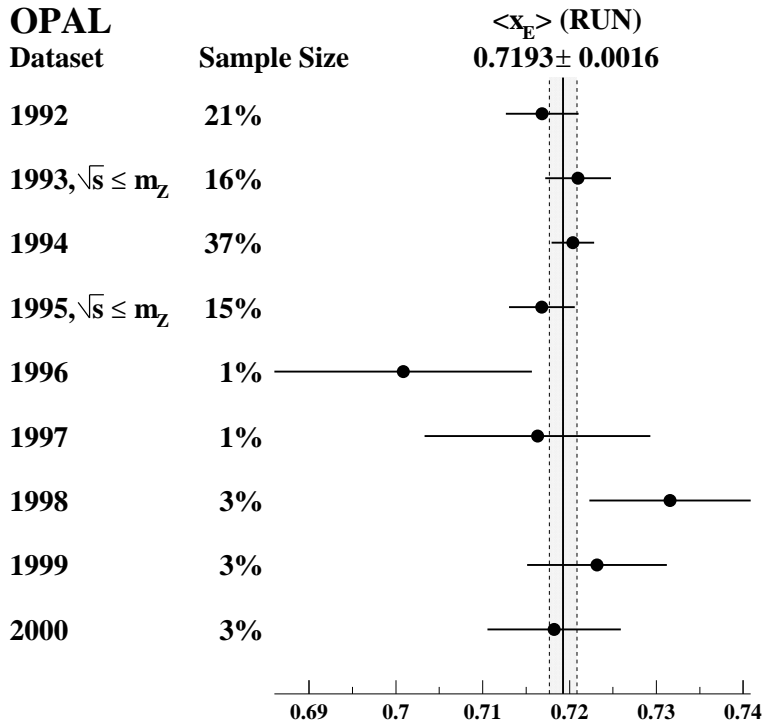 OPAL <x_E> (RUN)
Dataset Sample Size 0.7193± 0.0016
1992 21%
1993,√s ≤ m_Z 16%
1994 37%
1995,√s ≤ m_Z 15%
1996 1%
1997 1%
1998 3%
1999 3%
2000 3%
0.69 0.7 0.71 0.72 0.73 0.74